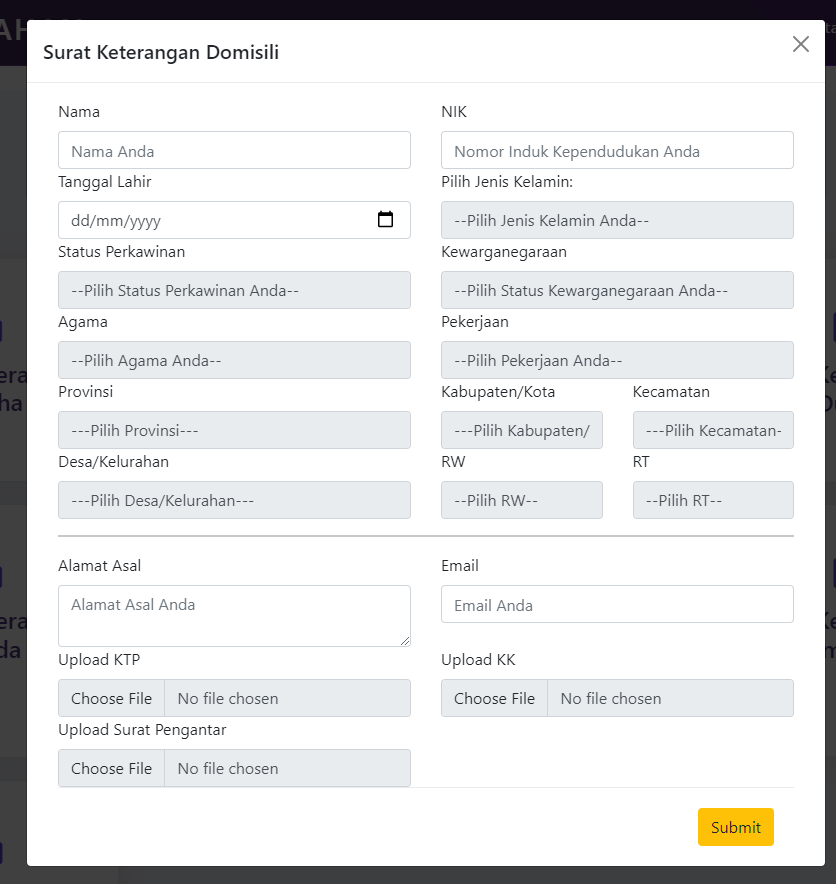 Surat Keterangan Domisili
Nama
NIK
Nama Anda
Nomor Induk Kependudukan Anda
Tanggal Lahir
Pilih Jenis Kelamin:
dd/mm/yyyy
--Pilih Jenis Kelamin Anda--
Status Perkawinan
Kewarganegaraan
--Pilih Status Perkawinan Anda--
--Pilih Status Kewarganegaraan Anda--
Agama
Pekerjaan
--Pilih Agama Anda--
--Pilih Pekerjaan Anda--
Provinsi
Kabupaten/Kota
Kecamatan
---Pilih Provinsi---
---Pilih Kabupaten/
---Pilih Kecamatan-
Desa/Kelurahan
RW
RT
---Pilih Desa/Kelurahan---
--Pilih RW--
--Pilih RT--
Alamat Asal
Email
Alamat Asal Anda
Email Anda
Upload KTP
Upload KK
Choose File No file chosen
Choose File No file chosen
Upload Surat Pengantar
Choose File No file chosen
Submit